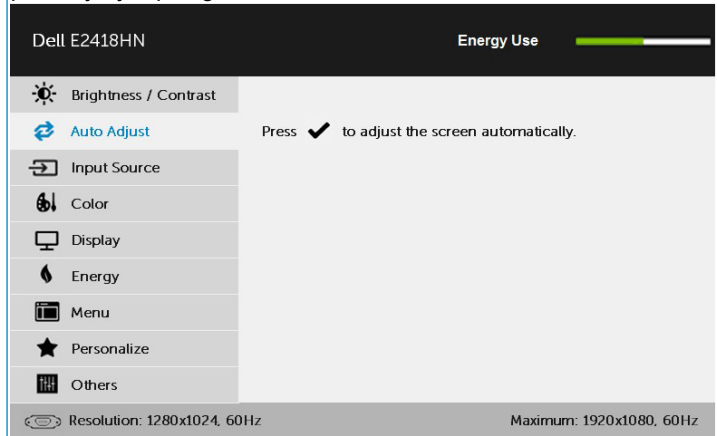 Dell E2418HN
Energy Use
Brightness / Contrast
Auto Adjust
Press ✔ to adjust the screen automatically.
Input Source
Color
Display
Energy
Menu
Personalize
Others
Resolution: 1280x1024, 60Hz
Maximum: 1920x1080, 60Hz